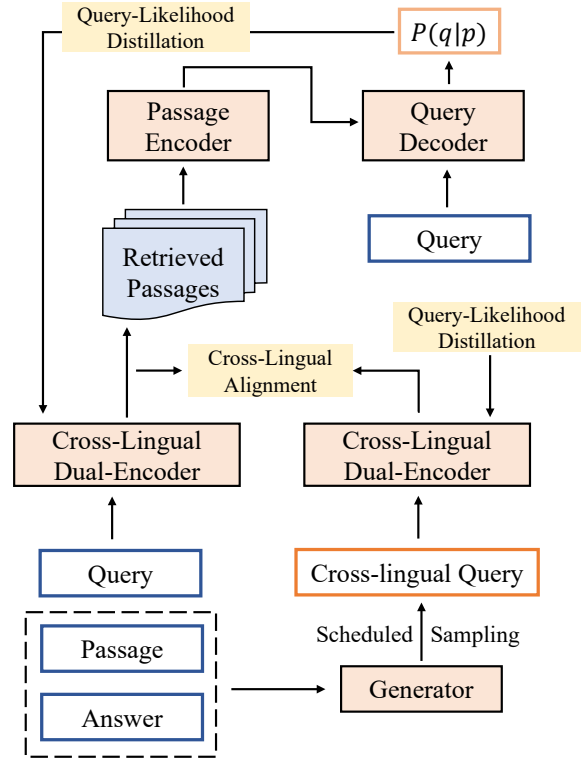 Query-Likelihood
Distillation
P(q|p)
Passage
Encoder
Query
Decoder
Retrieved
Passages
Query
Query-Likelihood
Distillation
Cross-Lingual
Alignment
Cross-Lingual
Dual-Encoder
Cross-Lingual
Dual-Encoder
Query
Cross-lingual Query
Passage
Scheduled Sampling
Answer
Generator